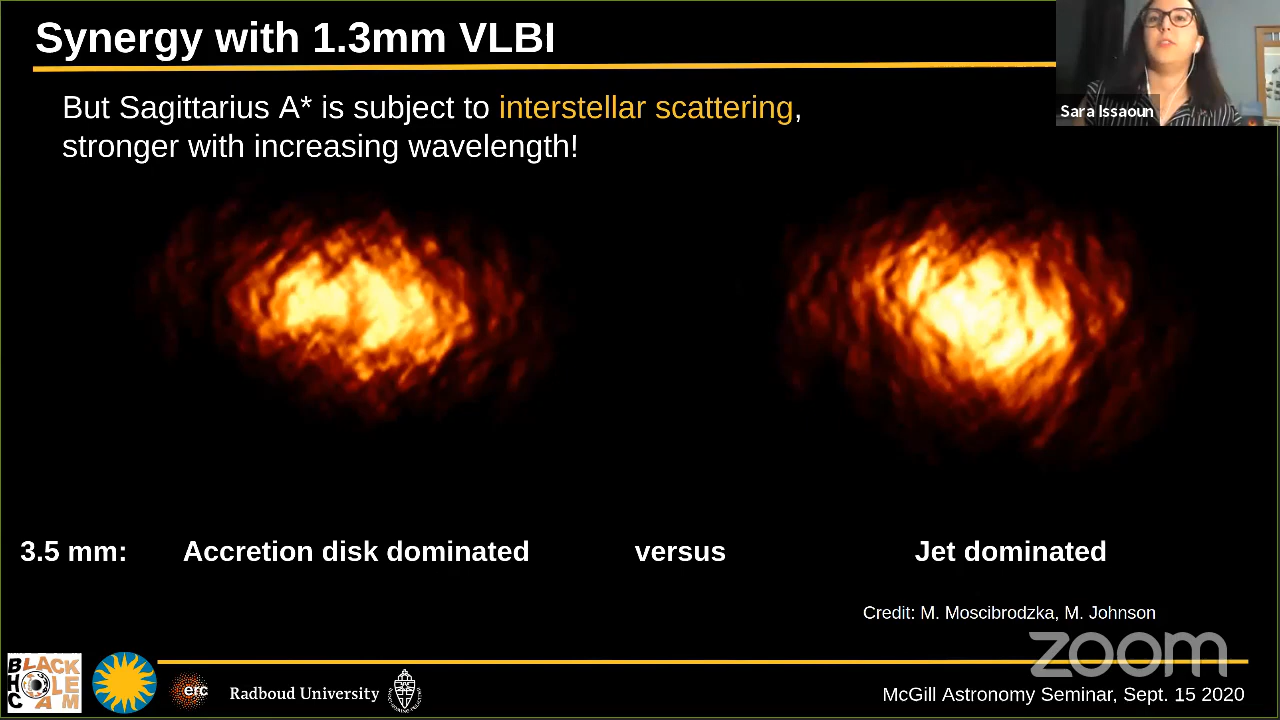 Synergy with 1.3mm VLBI
But Sagittarius A* is subject to interstellar scattering,
stronger with increasing wavelength!
Sara Issaoun
3.5 mm: Accretion disk dominated versus Jet dominated
Credit: M. Moscibrodzka, M. Johnson
zoom
BLACK
HOLE
CAM
erc
Radboud University
McGill Astronomy Seminar, Sept. 15 2020